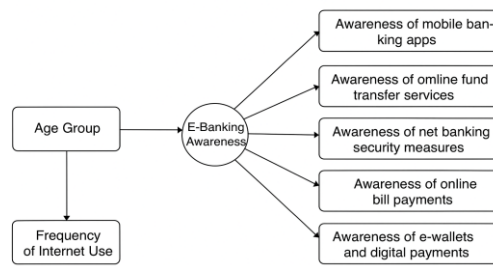 Awareness of mobile ban-
king apps
Awareness of omline fund
transfer services
Age Group
E-Banking
Awareness
Awareness of net banking
security measures
Awareness of online
bill payments
Frequency
of Internet Use
Awareness of e-wallets
and digital payments